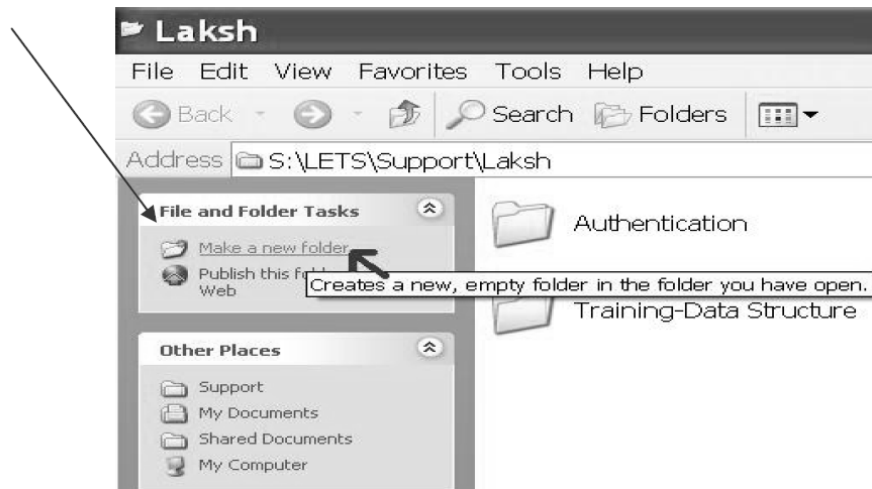 Laksh
File Edit View Favorites Tools Help
Back Search Folders
Address S:\LETS\Support\Laksh
File and Folder Tasks
Make a new folder
Publish this
Web
Creates a new, empty folder in the folder you have open.
Authentication
Training-Data Structure
Other Places
Support
My Documents
Shared Documents
My Computer